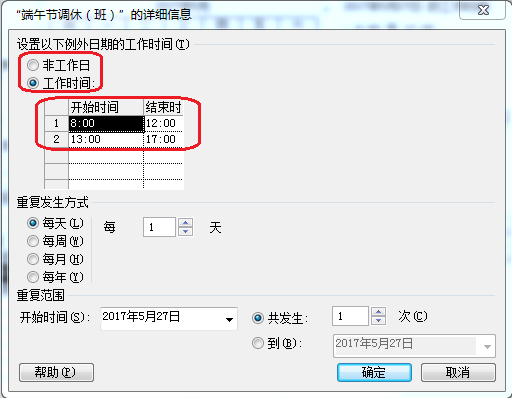 “端午节调休（班）”的详细信息
设置以下例外日期的工作时间(T)
非工作日
工作时间:
开始时间 结束时
1 8:00 12:00
2 13:00 17:00
重复发生方式
每天(L) 每 1 天
每周(W)
每月(H)
每年(Y)
重复范围
开始时间(S): 2017年5月27日 共发生: 1 次(C)
到(B): 2017年5月27日
帮助(P) 确定 取消